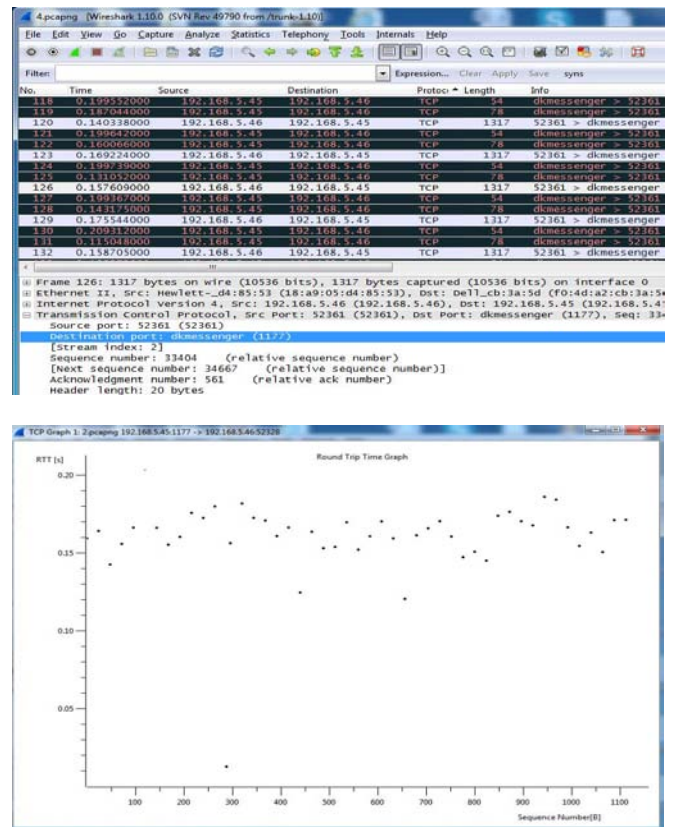 4.pcapng [Wireshark 1.10.0 (SVN Rev 49790 from /trunk-1.10)]
File Edit View Go Capture Analyze Statistics Telephony Tools Internals Help
Filter: Expression... Clear Apply Save syns
No. Time Source Destination Protoc Length Info
118 0.199552000 192.168.5.45 192.168.5.46 TCP 54 dkmessenger > 52361
119 0.187044000 192.168.5.45 192.168.5.46 TCP 78 dkmessenger > 52361
120 0.140338000 192.168.5.46 192.168.5.45 TCP 1317 52361 > dkmessenger
121 0.199642000 192.168.5.45 192.168.5.46 TCP 54 dkmessenger > 52361
122 0.160066000 192.168.5.45 192.168.5.46 TCP 78 dkmessenger > 52361
123 0.169224000 192.168.5.46 192.168.5.45 TCP 1317 52361 > dkmessenger
124 0.199739000 192.168.5.45 192.168.5.46 TCP 54 dkmessenger > 52361
125 0.131052000 192.168.5.45 192.168.5.46 TCP 78 dkmessenger > 52361
126 0.157609000 192.168.5.46 192.168.5.45 TCP 1317 52361 > dkmessenger
127 0.199367000 192.168.5.45 192.168.5.46 TCP 54 dkmessenger > 52361
128 0.143175000 192.168.5.45 192.168.5.46 TCP 78 dkmessenger > 52361
129 0.175544000 192.168.5.46 192.168.5.45 TCP 1317 52361 > dkmessenger
130 0.209312000 192.168.5.45 192.168.5.46 TCP 54 dkmessenger > 52361
131 0.115048000 192.168.5.45 192.168.5.46 TCP 78 dkmessenger > 52361
132 0.158705000 192.168.5.46 192.168.5.45 TCP 1317 52361 > dkmessenger
Frame 126: 1317 bytes on wire (10536 bits), 1317 bytes captured (10536 bits) on interface 0
Ethernet II, Src: Hewlett-_d4:85:53 (18:a9:05:d4:85:53), Dst: Dell_cb:3a:5d (f0:4d:a2:cb:3a:5
Internet Protocol Version 4, Src: 192.168.5.46 (192.168.5.46), Dst: 192.168.5.45 (192.168.5.4
Transmission Control Protocol, Src Port: 52361 (52361), Dst Port: dkmessenger (1177), Seq: 33
Source port: 52361 (52361)
Destination port: dkmessenger (1177)
[Stream index: 2]
Sequence number: 33404 (relative sequence number)
[Next sequence number: 34667 (relative sequence number)]
Acknowledgment number: 561 (relative ack number)
Header length: 20 bytes
TCP Graph 1: 2.pcapng 192.168.5.45:1177 -> 192.168.5.46:52328
RTT [s]
Round Trip Time Graph
0.20
0.15
0.10
0.05
100 200 300 400 500 600 700 800 900 1000 1100
Sequence Number[B]